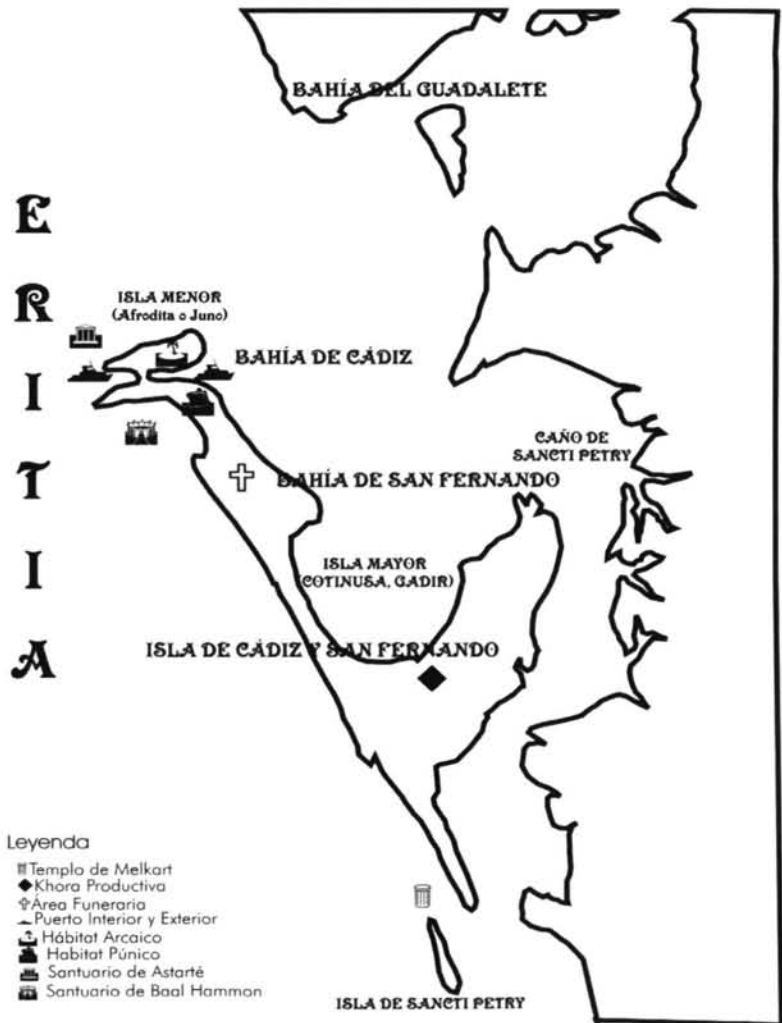 BAHÍA DEL GUADALETE
ERITIA
ISLA MENOR
(Afrodita o Juno)
BAHÍA DE CÁDIZ
CAÑO DE
SANCTI PETRY
BAHÍA DE SAN FERNANDO
ISLA MAYOR
(COTINUSA, GADIR)
ISLA DE CÁDIZ Y SAN FERNANDO
Leyenda
Templo de Melkart
Khora Productiva
Área Funeraria
Puerto Interior y Exterior
Hábitat Arcaico
Habitat Púnico
Santuario de Astarté
Santuario de Baal Hammon
ISLA DE SANCTI PETRY